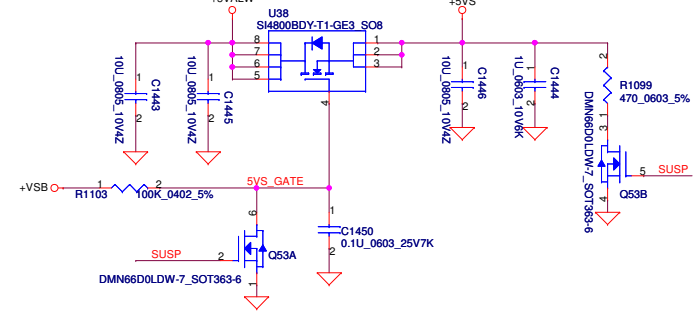 +5VALW
+5VS
U38
SI4800BDY-T1-GE3_SO8
8
7
6
5
1
2
3
4
1
2
C1443
10U_0805_10V4Z
1
2
C1445
10U_0805_10V4Z
1
2
C1446
10U_0805_10V4Z
1
2
C1444
1U_0603_10V6K
2
1
R1099
470_0603_5%
3
4
5
SUSP
Q53B
DMN66D0LDW-7_SOT363-6
+VSB
1
2
R1103
100K_0402_5%
5VS_GATE
6
SUSP
2
1
Q53A
DMN66D0LDW-7_SOT363-6
1
2
C1450
0.1U_0603_25V7K